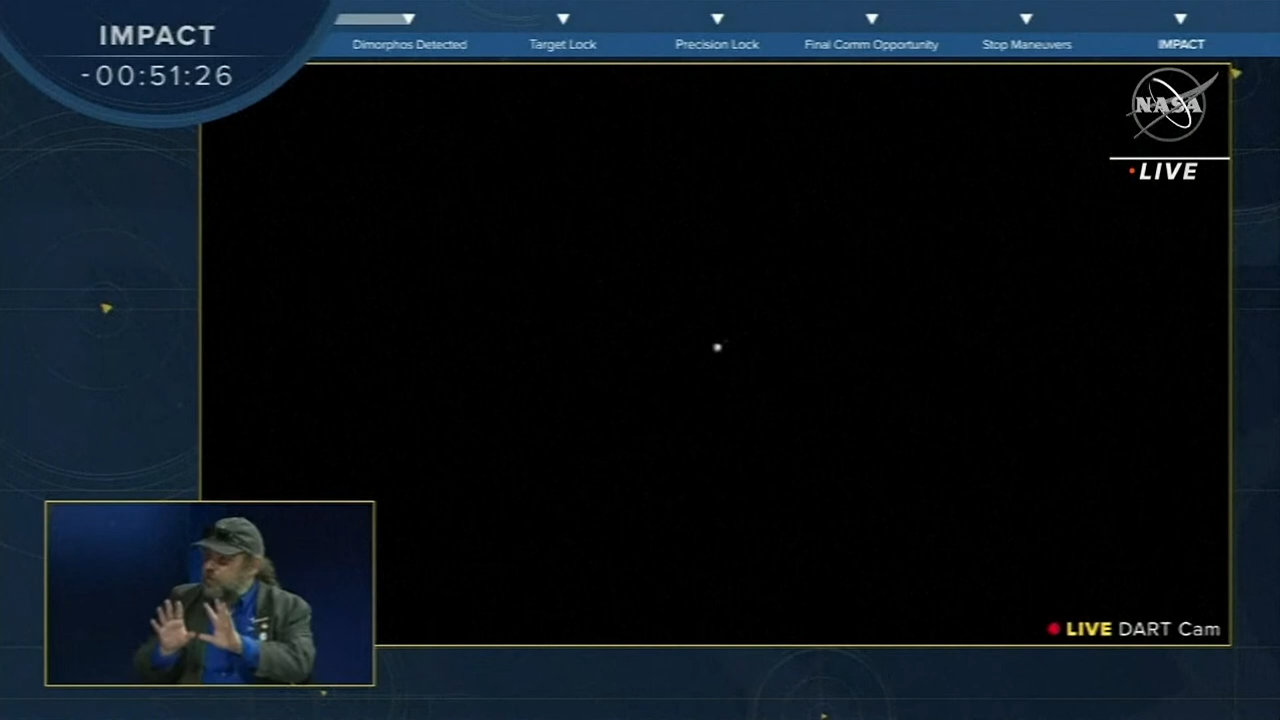 IMPACT
-00:51:26
Dimorphos Detected
Target Lock
Precision Lock
Final Comm Opportunity
Stop Maneuvers
IMPACT
NASA
LIVE
LIVE DART Cam